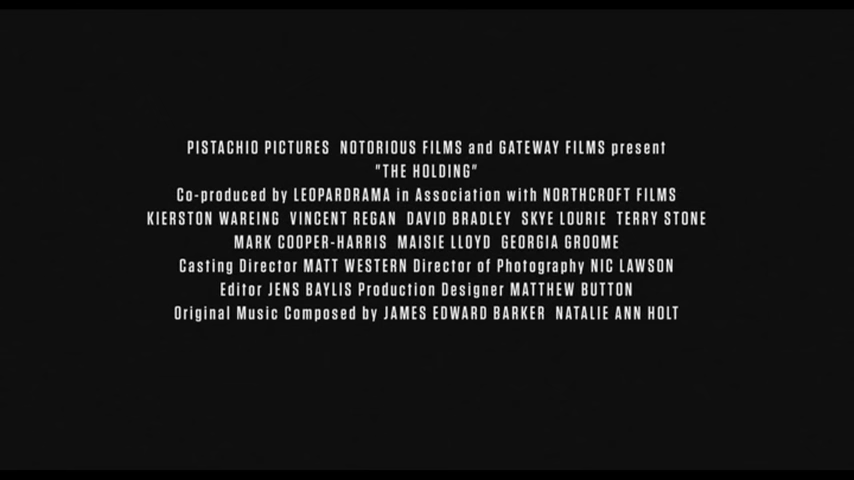 PISTACHIO PICTURES NOTORIOUS FILMS and GATEWAY FILMS present
"THE HOLDING"
Co-produced by LEOPARDRAMA in Association with NORTHCROFT FILMS
KIERSTON WAREING VINCENT REGAN DAVID BRADLEY SKYE LOURIE TERRY STONE
MARK COOPER-HARRIS MAISIE LLOYD GEORGIA GROOME
Casting Director MATT WESTERN Director of Photography NIC LAWSON
Editor JENS BAYLIS Production Designer MATTHEW BUTTON
Original Music Composed by JAMES EDWARD BARKER NATALIE ANN HOLT